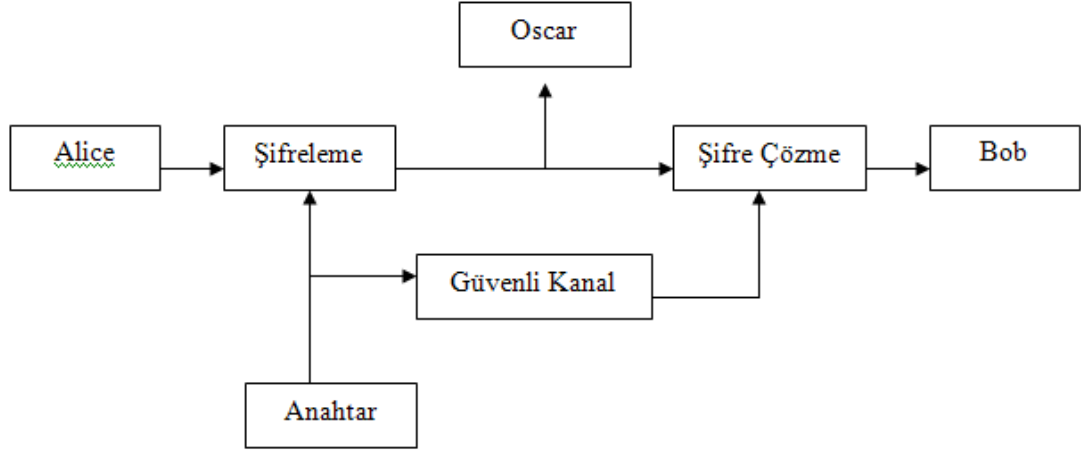 Oscar
Alice
Şifreleme
Şifre Çözme
Bob
Güvenli Kanal
Anahtar